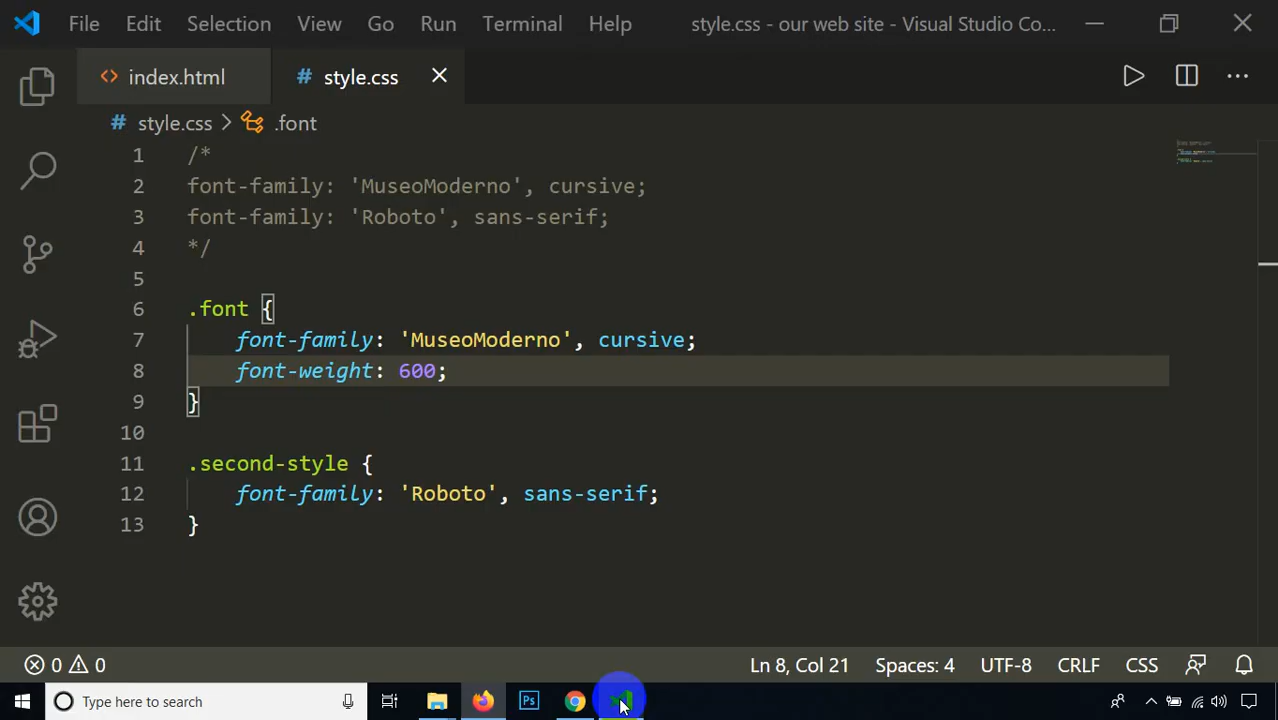 File Edit Selection View Go Run Terminal Help style.css - our web site - Visual Studio Co...
index.html style.css
# style.css > .font
1 /*
2 font-family: 'MuseoModerno', cursive;
3 font-family: 'Roboto', sans-serif;
4 */
5
6 .font {
7 font-family: 'MuseoModerno', cursive;
8 font-weight: 600;
9 }
10
11 .second-style {
12 font-family: 'Roboto', sans-serif;
13 }
0 0 Ln 8, Col 21 Spaces: 4 UTF-8 CRLF CSS
Type here to search Ps